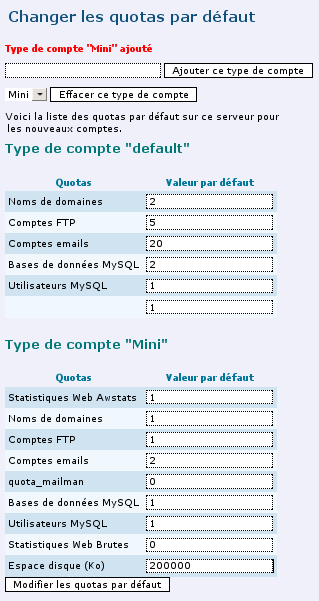 Changer les quotas par défaut
Type de compte "Mini" ajouté
Ajouter ce type de compte
Mini Effacer ce type de compte
Voici la liste des quotas par défaut sur ce serveur pour
les nouveaux comptes.
Type de compte "default"
Quotas Valeur par défaut
Noms de domaines 2
Comptes FTP 5
Comptes emails 20
Bases de données MySQL 2
Utilisateurs MySQL 1
1
Type de compte "Mini"
Quotas Valeur par défaut
Statistiques Web Awstats 1
Noms de domaines 1
Comptes FTP 1
Comptes emails 2
quota_mailman 0
Bases de données MySQL 1
Utilisateurs MySQL 1
Statistiques Web Brutes 0
Espace disque (Ko) 200000
Modifier les quotas par défaut